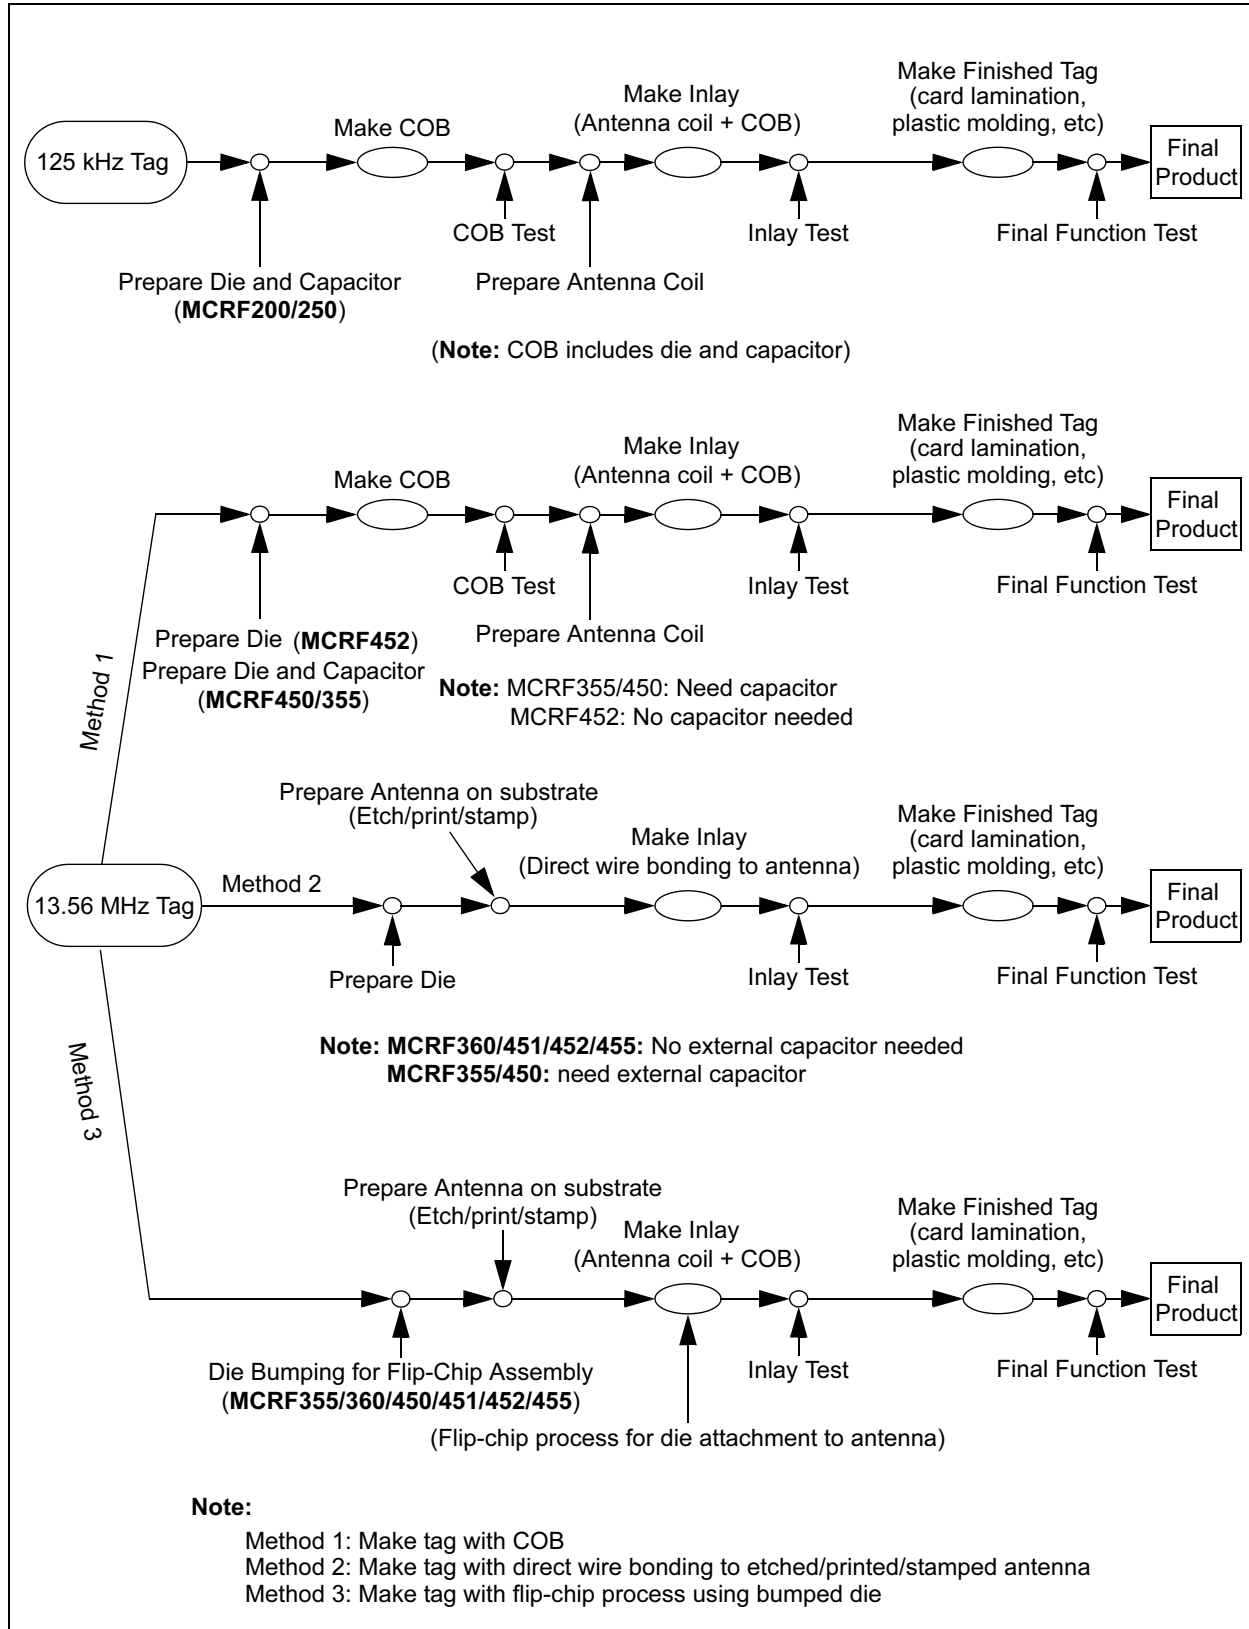 Make Finished Tag
(card lamination,
plastic molding, etc)
Make Inlay
(Antenna coil + COB)
Make COB
125 kHz Tag
Final
Product
COB Test
Inlay Test
Final Function Test
Prepare Die and Capacitor
(MCRF200/250)
Prepare Antenna Coil
(Note: COB includes die and capacitor)
Make Finished Tag
(card lamination,
plastic molding, etc)
Make Inlay
(Antenna coil + COB)
Make COB
Final
Product
COB Test
Inlay Test
Final Function Test
Method 1
Prepare Die (MCRF452)
Prepare Die and Capacitor
(MCRF450/355)
Prepare Antenna Coil
Note: MCRF355/450: Need capacitor
MCRF452: No capacitor needed
Prepare Antenna on substrate
(Etch/print/stamp)
Make Inlay
(Direct wire bonding to antenna)
Make Finished Tag
(card lamination,
plastic molding, etc)
13.56 MHz Tag
Method 2
Final
Product
Prepare Die
Inlay Test
Final Function Test
Note: MCRF360/451/452/455: No external capacitor needed
MCRF355/450: need external capacitor
Method 3
Prepare Antenna on substrate
(Etch/print/stamp)
Make Inlay
(Antenna coil + COB)
Make Finished Tag
(card lamination,
plastic molding, etc)
Final
Product
Die Bumping for Flip-Chip Assembly
(MCRF355/360/450/451/452/455)
Inlay Test
Final Function Test
(Flip-chip process for die attachment to antenna)
Note:
Method 1: Make tag with COB
Method 2: Make tag with direct wire bonding to etched/printed/stamped antenna
Method 3: Make tag with flip-chip process using bumped die